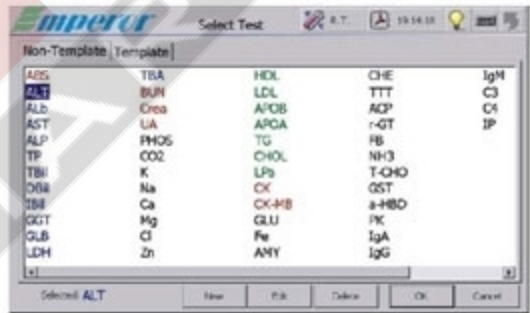 Emperor Select Test R.T. 19:14:18
Non-Template Template
ABS TBA HDL CHE IgM
ALT BUN LDL TTT C3
ALb Crea APOB ACP C4
AST UA APOA r-GT IP
ALP PHOS TG FB
TP CO2 CHOL NH3
TBil K LPa T-CHO
DBil Na CK GST
IBil Ca CK-MB a-HBD
GGT Mg GLU PK
GLB Cl Fe IgA
LDH Zn AMY IgG
Selected: ALT New Edit Delete OK Cancel